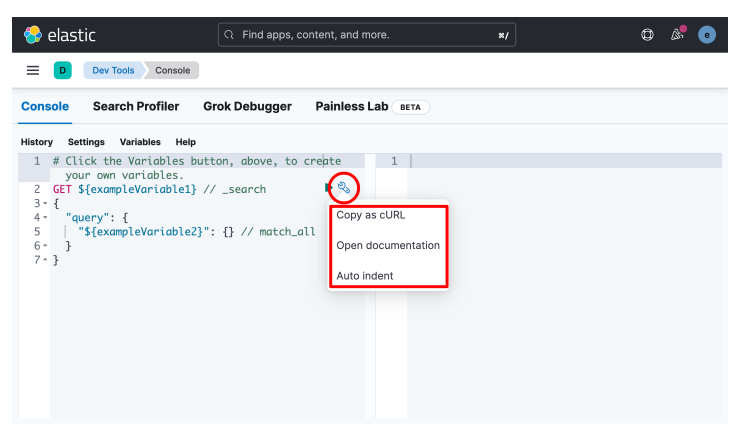 elastic
Find apps, content, and more.
⌘/
e
D
Dev Tools
Console
Console
Search Profiler
Grok Debugger
Painless Lab
BETA
History
Settings
Variables
Help
1 # Click the Variables button, above, to create
your own variables.
2 GET ${exampleVariable1} // _search
3 {
4 "query": {
5 "${exampleVariable2}": {} // match_all
6 }
7 }
1
Copy as cURL
Open documentation
Auto indent